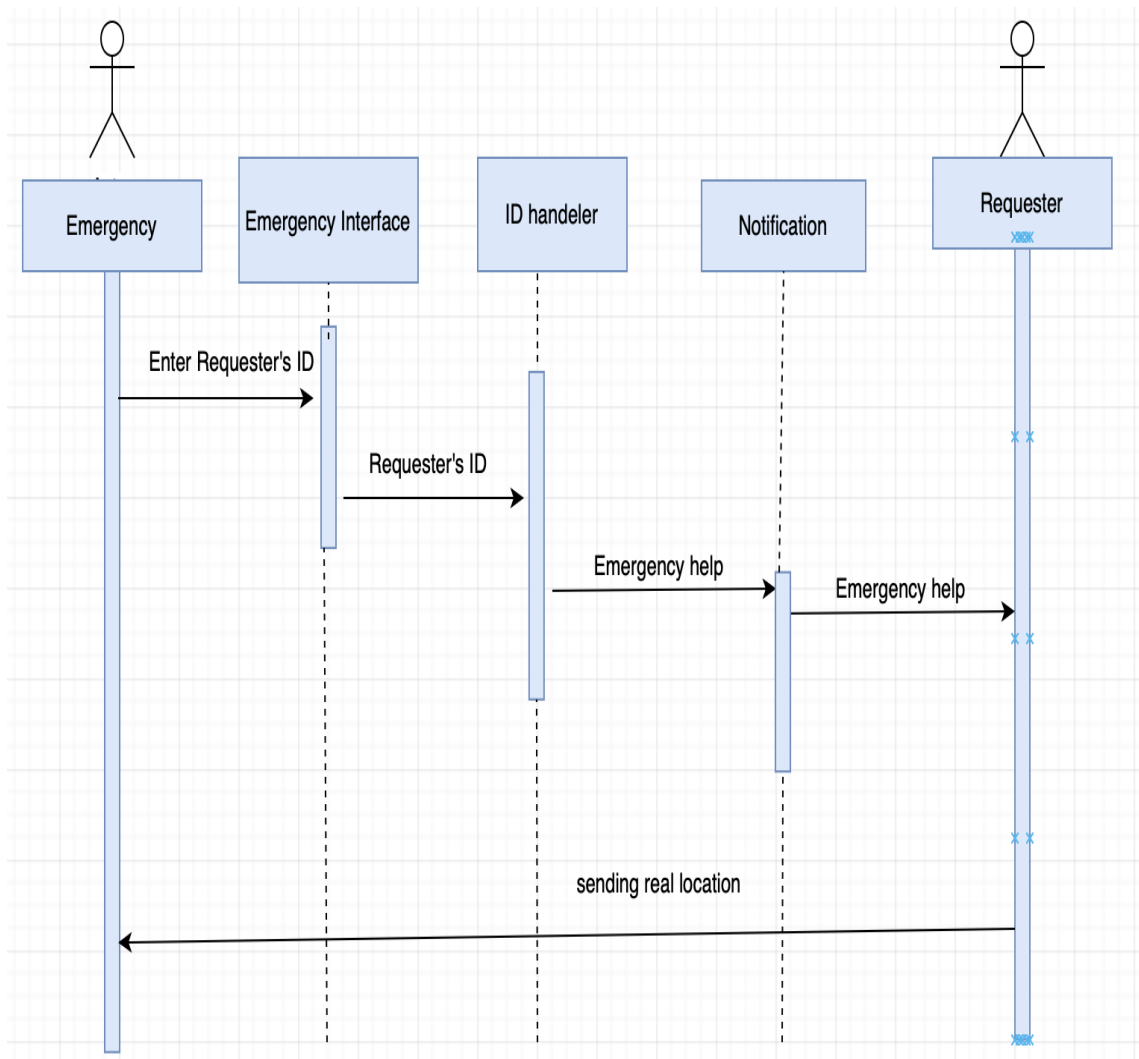 Emergency
Emergency Interface
ID handeler
Notification
Requester
Enter Requester's ID
Requester's ID
Emergency help
Emergency help
sending real location